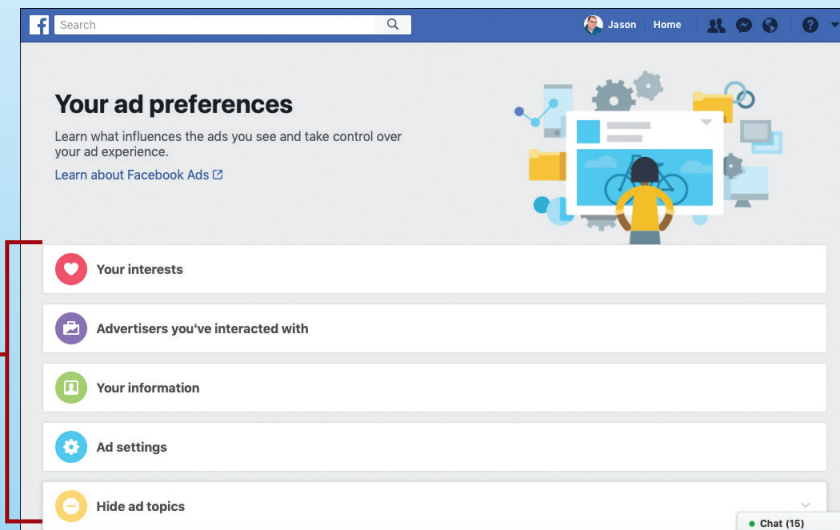 Search
Jason Home
Your ad preferences
Learn what influences the ads you see and take control over
your ad experience.
Learn about Facebook Ads
Your interests
Advertisers you've interacted with
Your information
Ad settings
Hide ad topics
Chat (15)